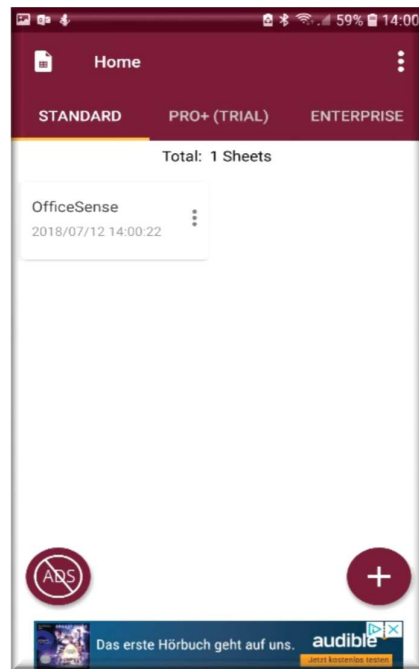 59% 14:00
Home
STANDARD PRO+ (TRIAL) ENTERPRISE
Total: 1 Sheets
OfficeSense
2018/07/12 14:00:22
ADS
+
Das erste Hörbuch geht auf uns.
audible
Jetzt kostenlos testen